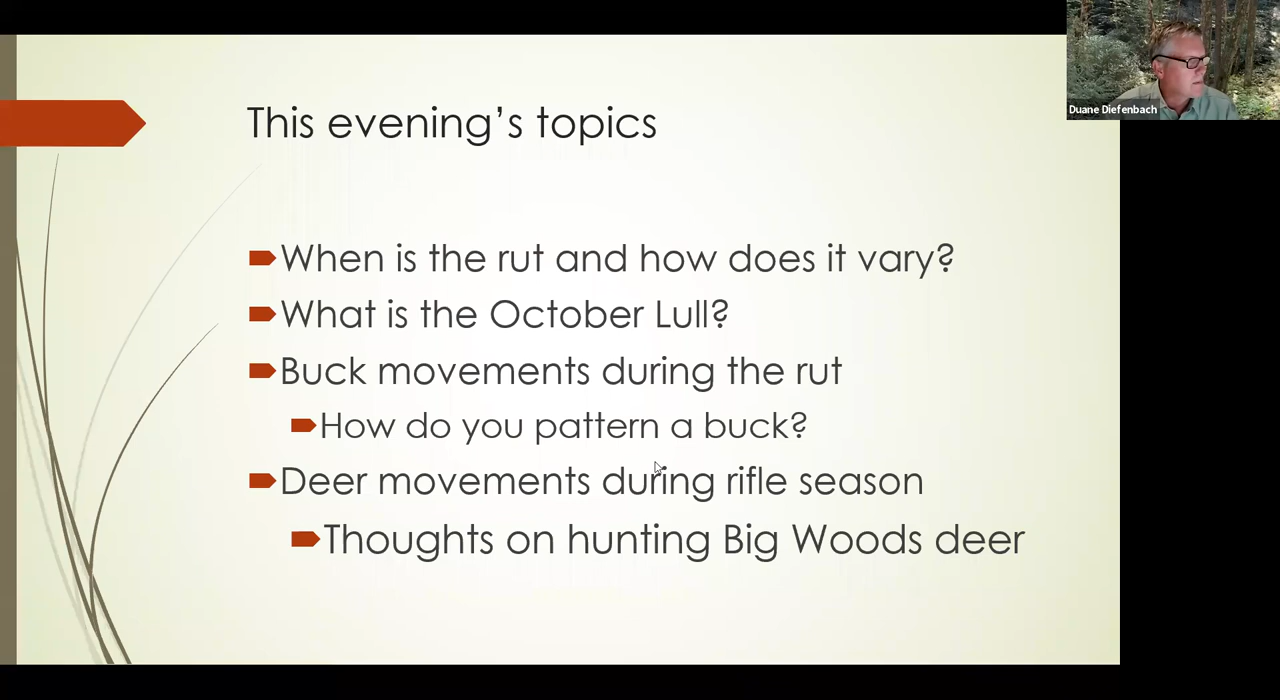 Duane Diefenbach
This evening's topics
When is the rut and how does it vary?
What is the October Lull?
Buck movements during the rut
How do you pattern a buck?
Deer movements during rifle season
Thoughts on hunting Big Woods deer